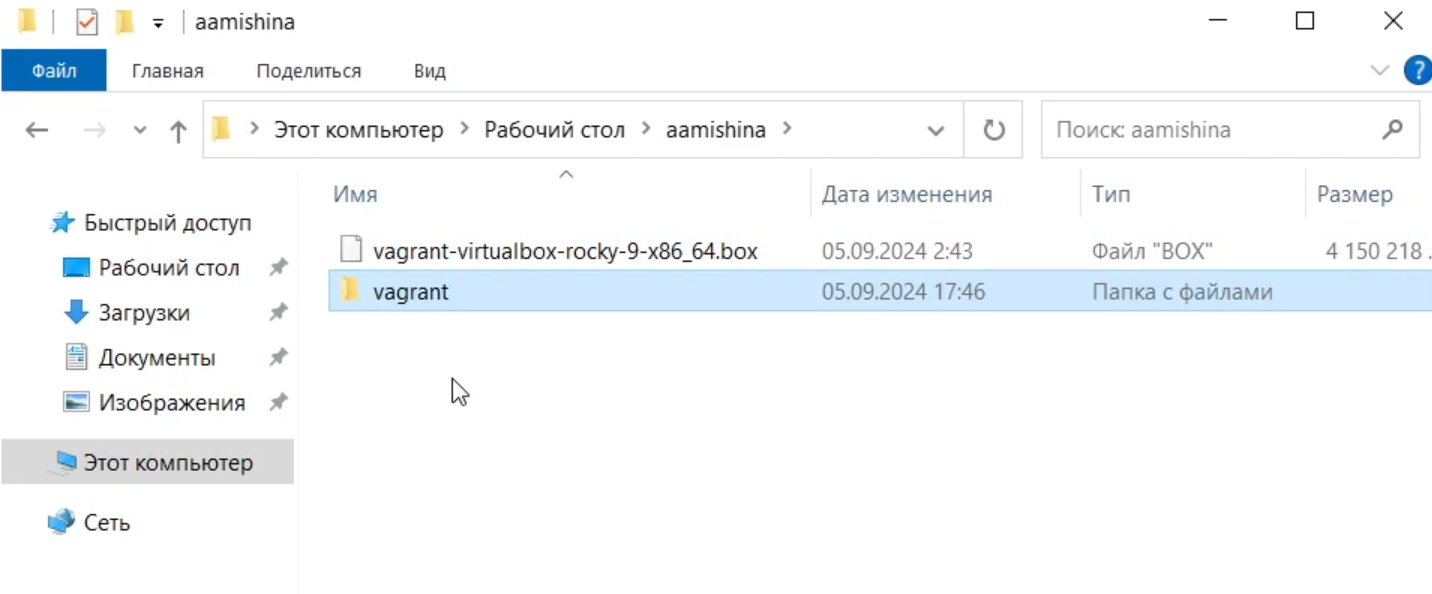 aamishina
Файл Главная Поделиться Вид ?
Этот компьютер Рабочий стол aamishina Поиск: aamishina
Имя Дата изменения Тип Размер
Быстрый доступ
Рабочий стол
Загрузки
Документы
Изображения
Этот компьютер
Сеть
vagrant-virtualbox-rocky-9-x86_64.box 05.09.2024 2:43 Файл "BOX" 4 150 218 .
vagrant 05.09.2024 17:46 Папка с файлами